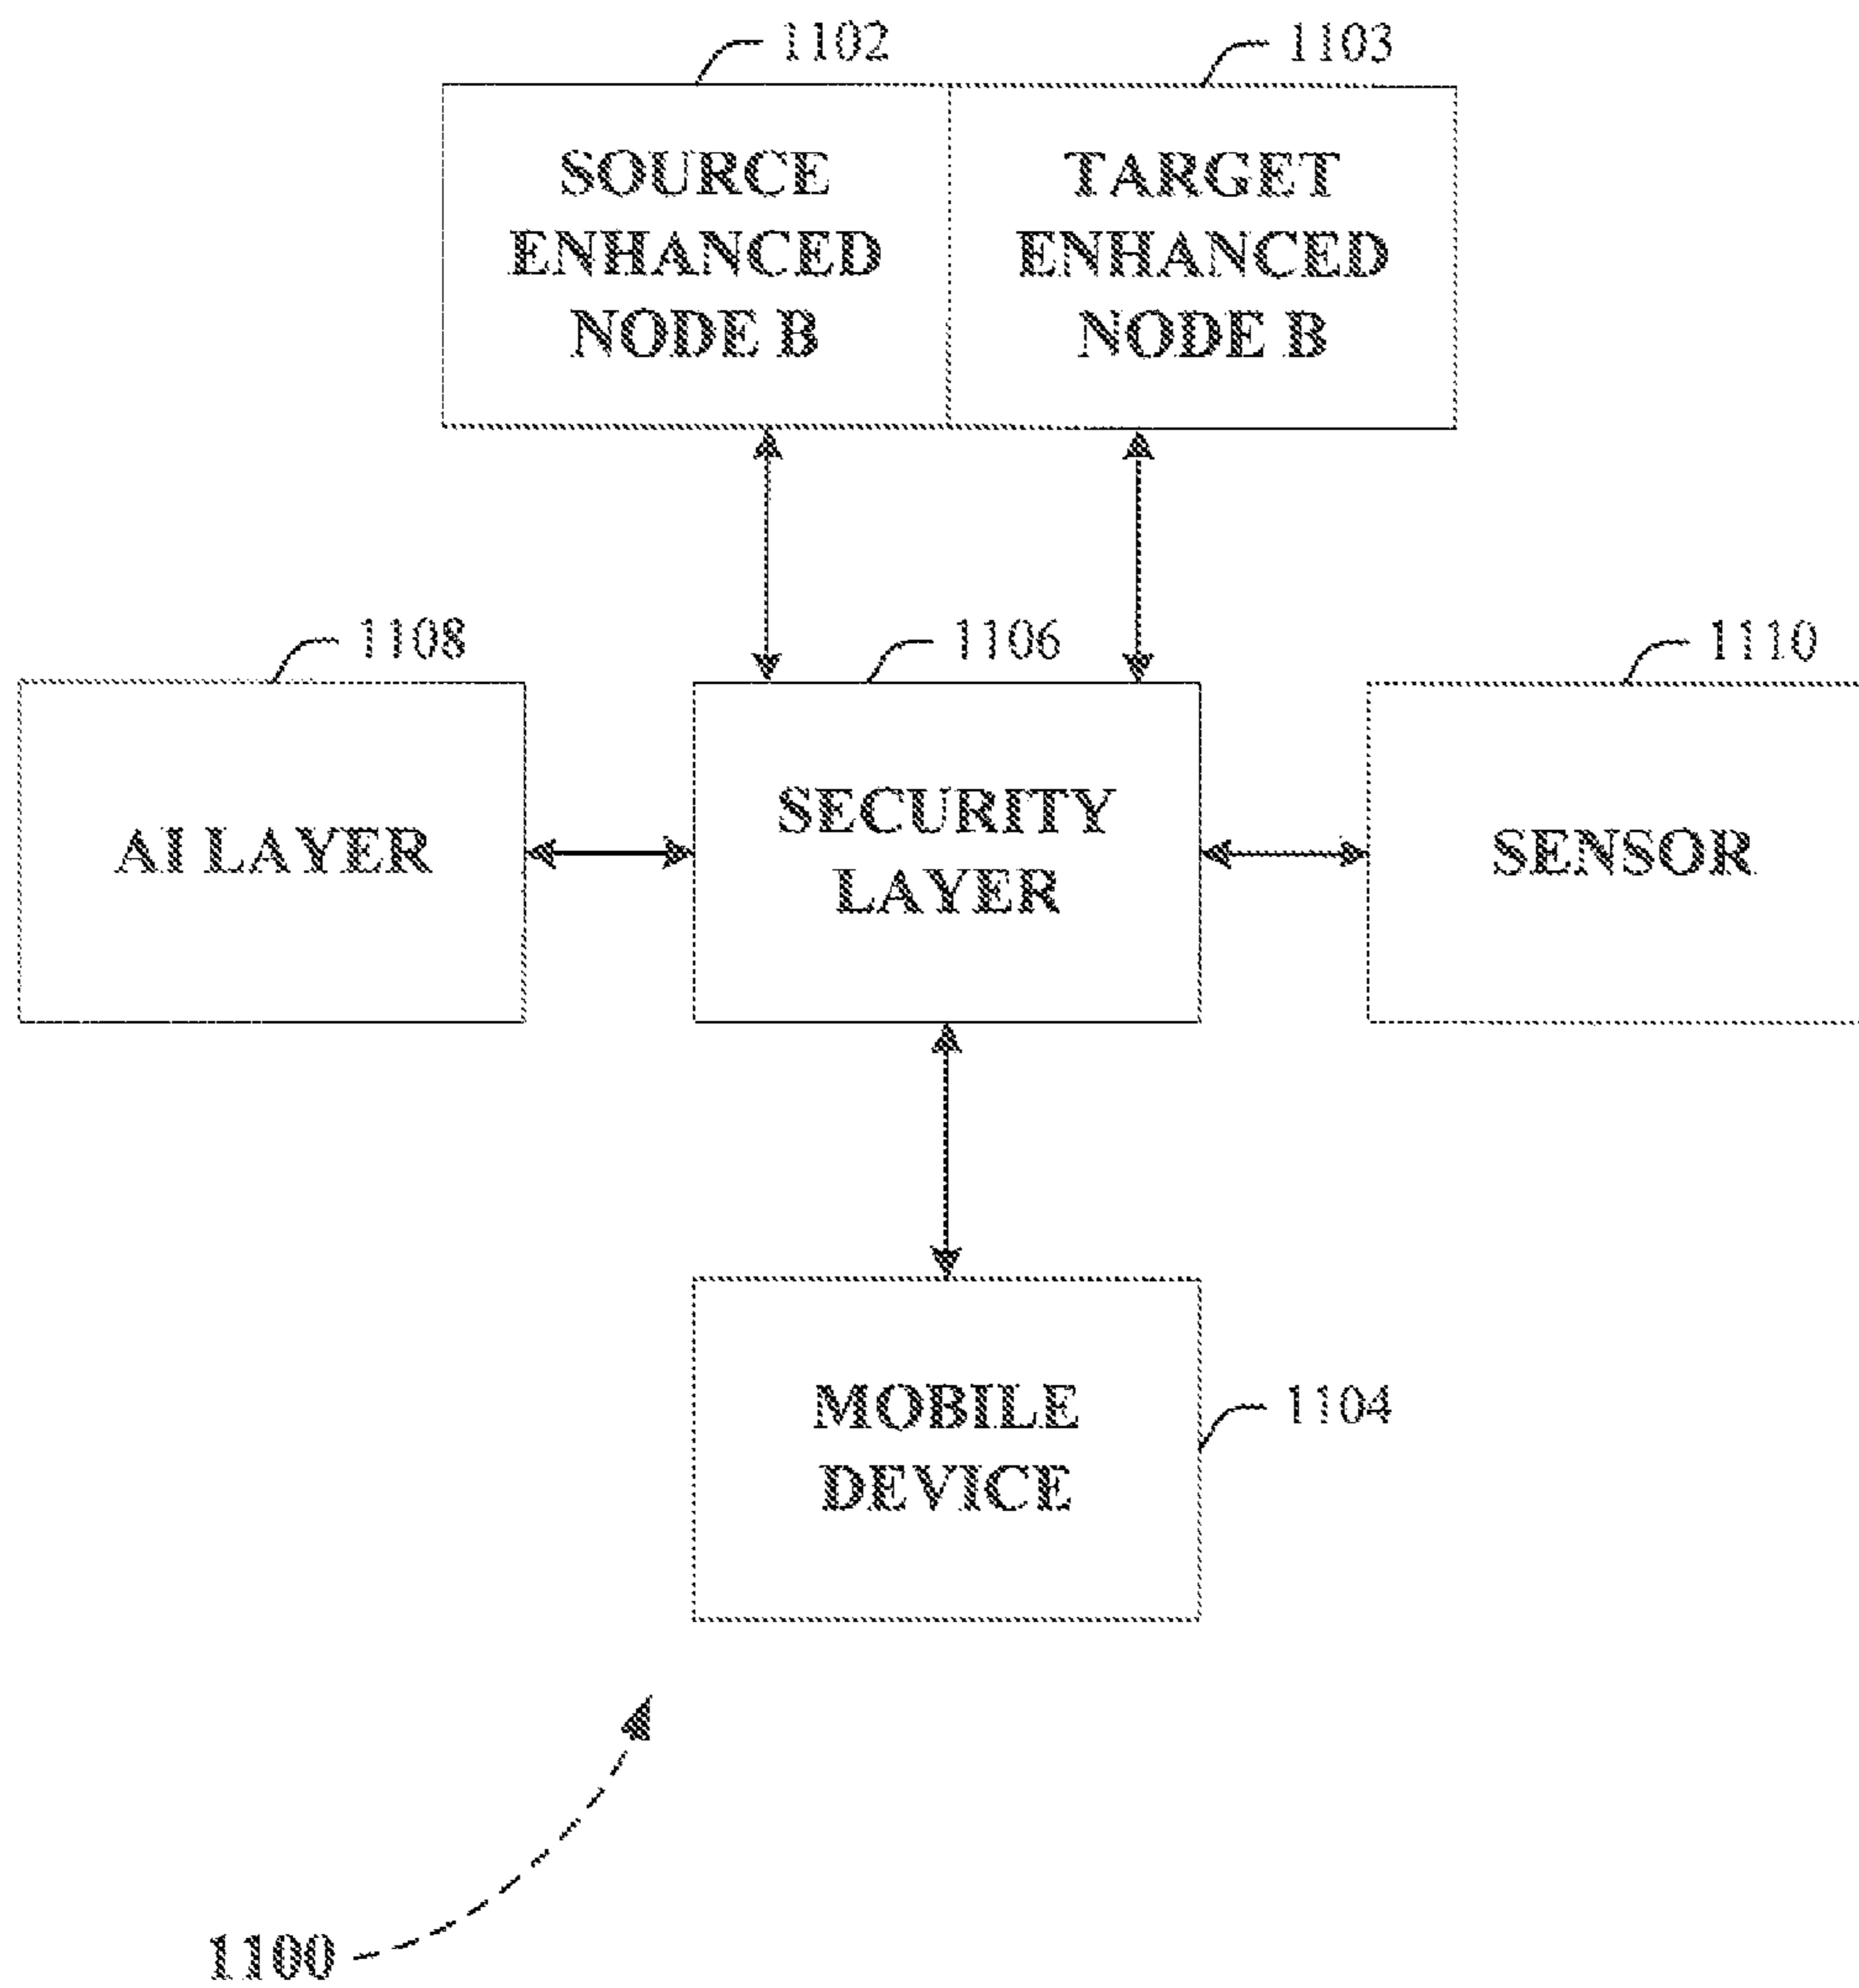 1102
1103
SOURCE
ENHANCED
NODE B
TARGET
ENHANCED
NODE B
1108
1106
1110
AI LAYER
SECURITY
LAYER
SENSOR
MOBILE
DEVICE
1104
1100